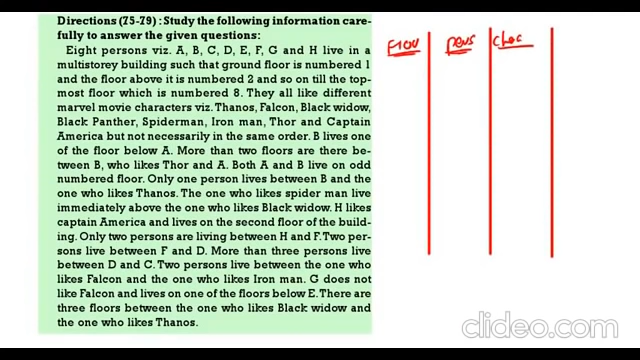 Directions (75-79) : Study the following information care-
fully to answer the given questions:
Eight persons viz. A, B, C, D, E, F, G and H live in a
multistorey building such that ground floor is numbered 1
and the floor above it is numbered 2 and so on till the top-
most floor which is numbered 8. They all like different
marvel movie characters viz. Thanos, Falcon, Black widow,
Black Panther, Spiderman, Iron man, Thor and Captain
America but not necessarily in the same order. B lives one
of the floor below A. More than two floors are there be-
tween B, who likes Thor and A. Both A and B live on odd
numbered floor. Only one person lives between B and the
one who likes Thanos. The one who likes spider man live
immediately above the one who likes Black widow. H likes
captain America and lives on the second floor of the build-
ing. Only two persons are living between H and F. Two per-
sons live between F and D. More than three persons live
between D and C. Two persons live between the one who
likes Falcon and the one who likes Iron man. G does not
like Falcon and lives on one of the floors below E. There are
three floors between the one who likes Black widow and
the one who likes Thanos.
clideo.com